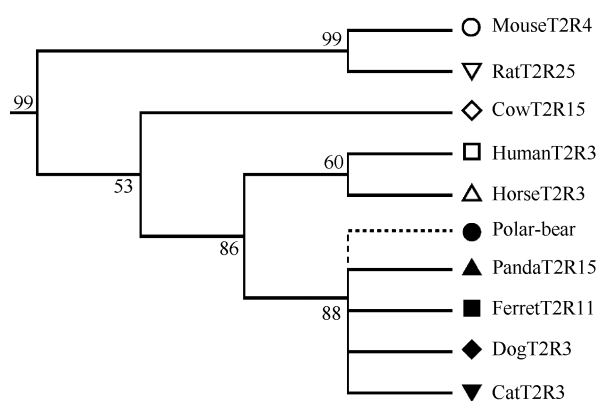 MouseT2R4
99
RatT2R25
99
CowT2R15
HumanT2R3
60
53
HorseT2R3
Polar-bear
86
PandaT2R15
FerretT2R11
88
DogT2R3
CatT2R3